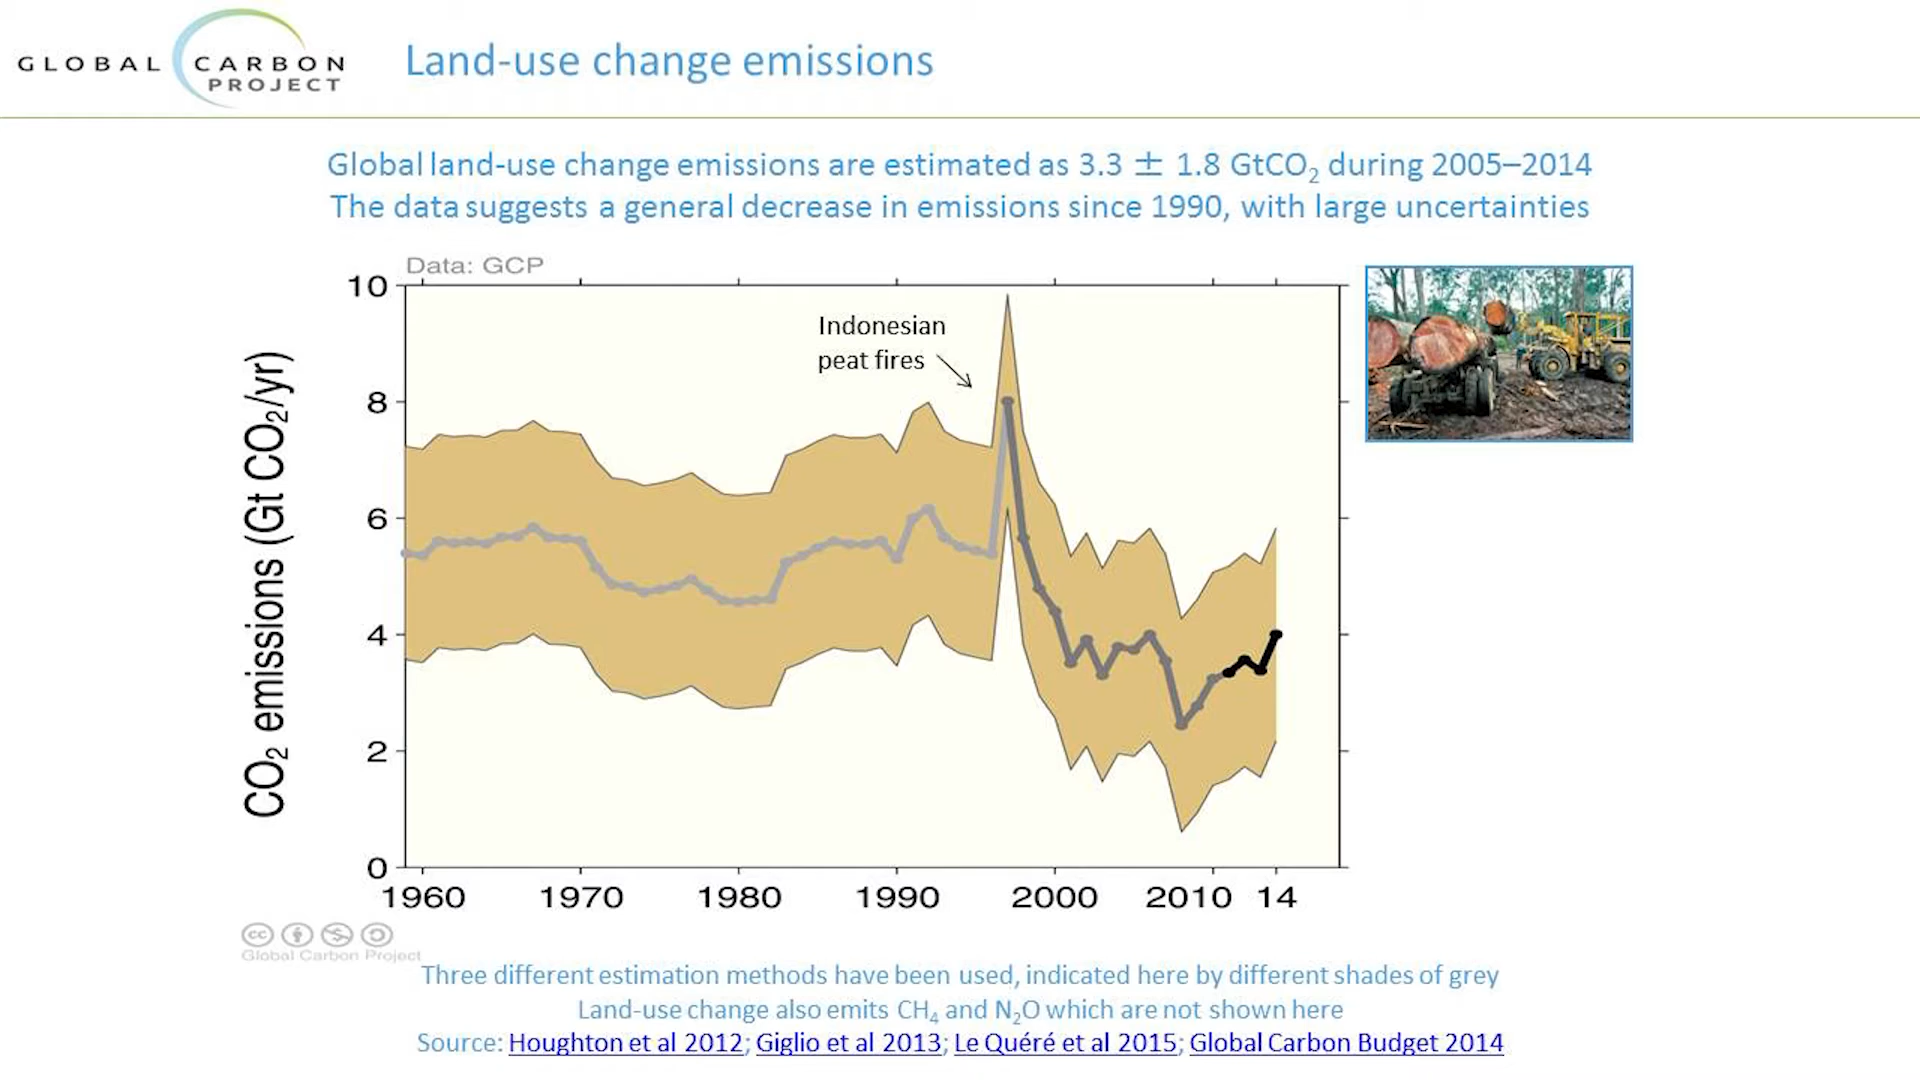 GLOBAL CARBON
PROJECT
Land-use change emissions
Global land-use change emissions are estimated as 3.3 ± 1.8 GtCO₂ during 2005–2014
The data suggests a general decrease in emissions since 1990, with large uncertainties
Data: GCP
10
8
6
4
2
0
CO₂ emissions (Gt CO₂/yr)
Indonesian
peat fires
1960 1970 1980 1990 2000 2010 14
cc
Global Carbon Project
Three different estimation methods have been used, indicated here by different shades of grey
Land-use change also emits CH₄ and N₂O which are not shown here
Source: Houghton et al 2012; Giglio et al 2013; Le Quéré et al 2015; Global Carbon Budget 2014